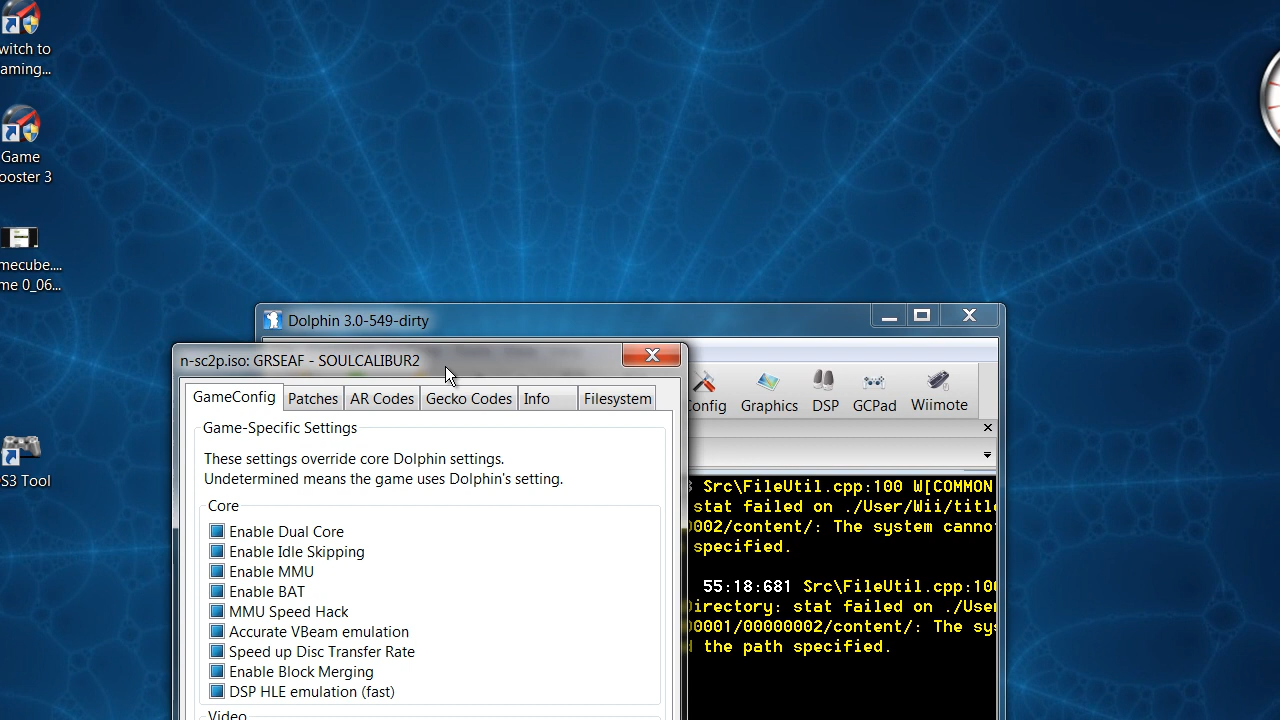 witch to
aming...
Game
ooster 3
mecube....
me 0_06...
S3 Tool
Dolphin 3.0-549-dirty
n-sc2p.iso: GRSEAF - SOULCALIBUR2
GameConfig Patches AR Codes Gecko Codes Info Filesystem
onfig Graphics DSP GCPad Wiimote
Game-Specific Settings
These settings override core Dolphin settings.
Undetermined means the game uses Dolphin's setting.
Core
Enable Dual Core
Enable Idle Skipping
Enable MMU
Enable BAT
MMU Speed Hack
Accurate VBeam emulation
Speed up Disc Transfer Rate
Enable Block Merging
DSP HLE emulation (fast)
Video
Src\FileUtil.cpp:100 W[COMMON
stat failed on ./User/Wii/title
0002/content/: The system canno
specified.
55:18:681 Src\FileUtil.cpp:100
Directory: stat failed on ./User
00001/00000002/content/: The sys
the path specified.